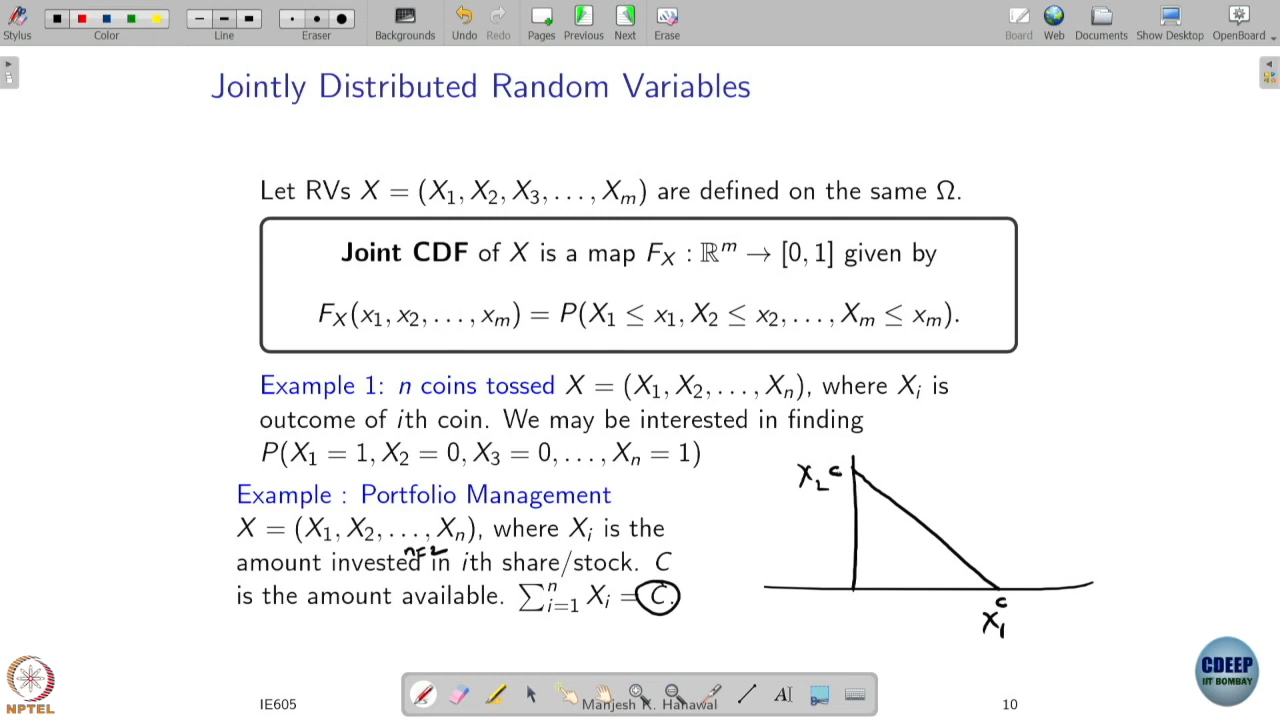 Stylus Color Line Eraser Backgrounds Undo Redo Pages Previous Next Erase Board Web Documents Show Desktop OpenBoard
Jointly Distributed Random Variables
Let RVs X = (X₁, X₂, X₃, . . . , Xₘ) are defined on the same Ω.
Joint CDF of X is a map F_X : ℝᵐ → [0, 1] given by
F_X(x₁, x₂, . . . , xₘ) = P(X₁ ≤ x₁, X₂ ≤ x₂, . . . , Xₘ ≤ xₘ).
Example 1: n coins tossed X = (X₁, X₂, . . . , Xₙ), where Xᵢ is
outcome of ith coin. We may be interested in finding
P(X₁ = 1, X₂ = 0, X₃ = 0, . . . , Xₙ = 1)
Example : Portfolio Management
X = (X₁, X₂, . . . , Xₙ), where Xᵢ is the
n=2
amount invested in ith share/stock. C
is the amount available. ∑ⁿᵢ₌₁ Xᵢ = C.
X₂ c
c
X₁
NPTEL
IE605
Manjesh K. Hanawal
10
CDEEP
IIT BOMBAY